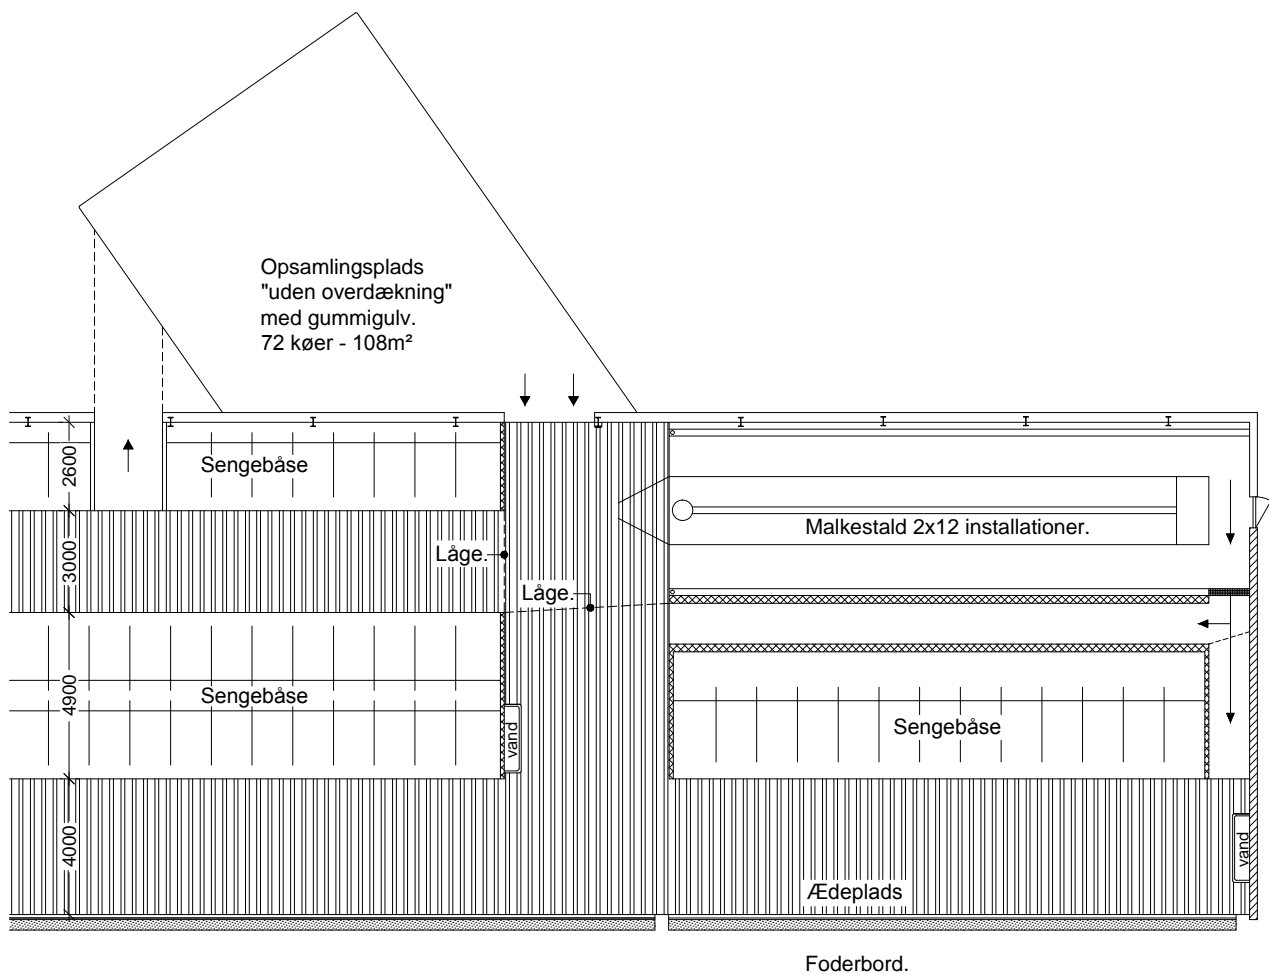 Opsamlingsplads
"uden overdækning"
med gummigulv.
72 køer - 108m²
2600
Sengebåse
Malkestald 2x12 installationer.
3000
Låge.
Låge.
4900
Sengebåse
vand
Sengebåse
4000
vand
Ædeplads
Foderbord.